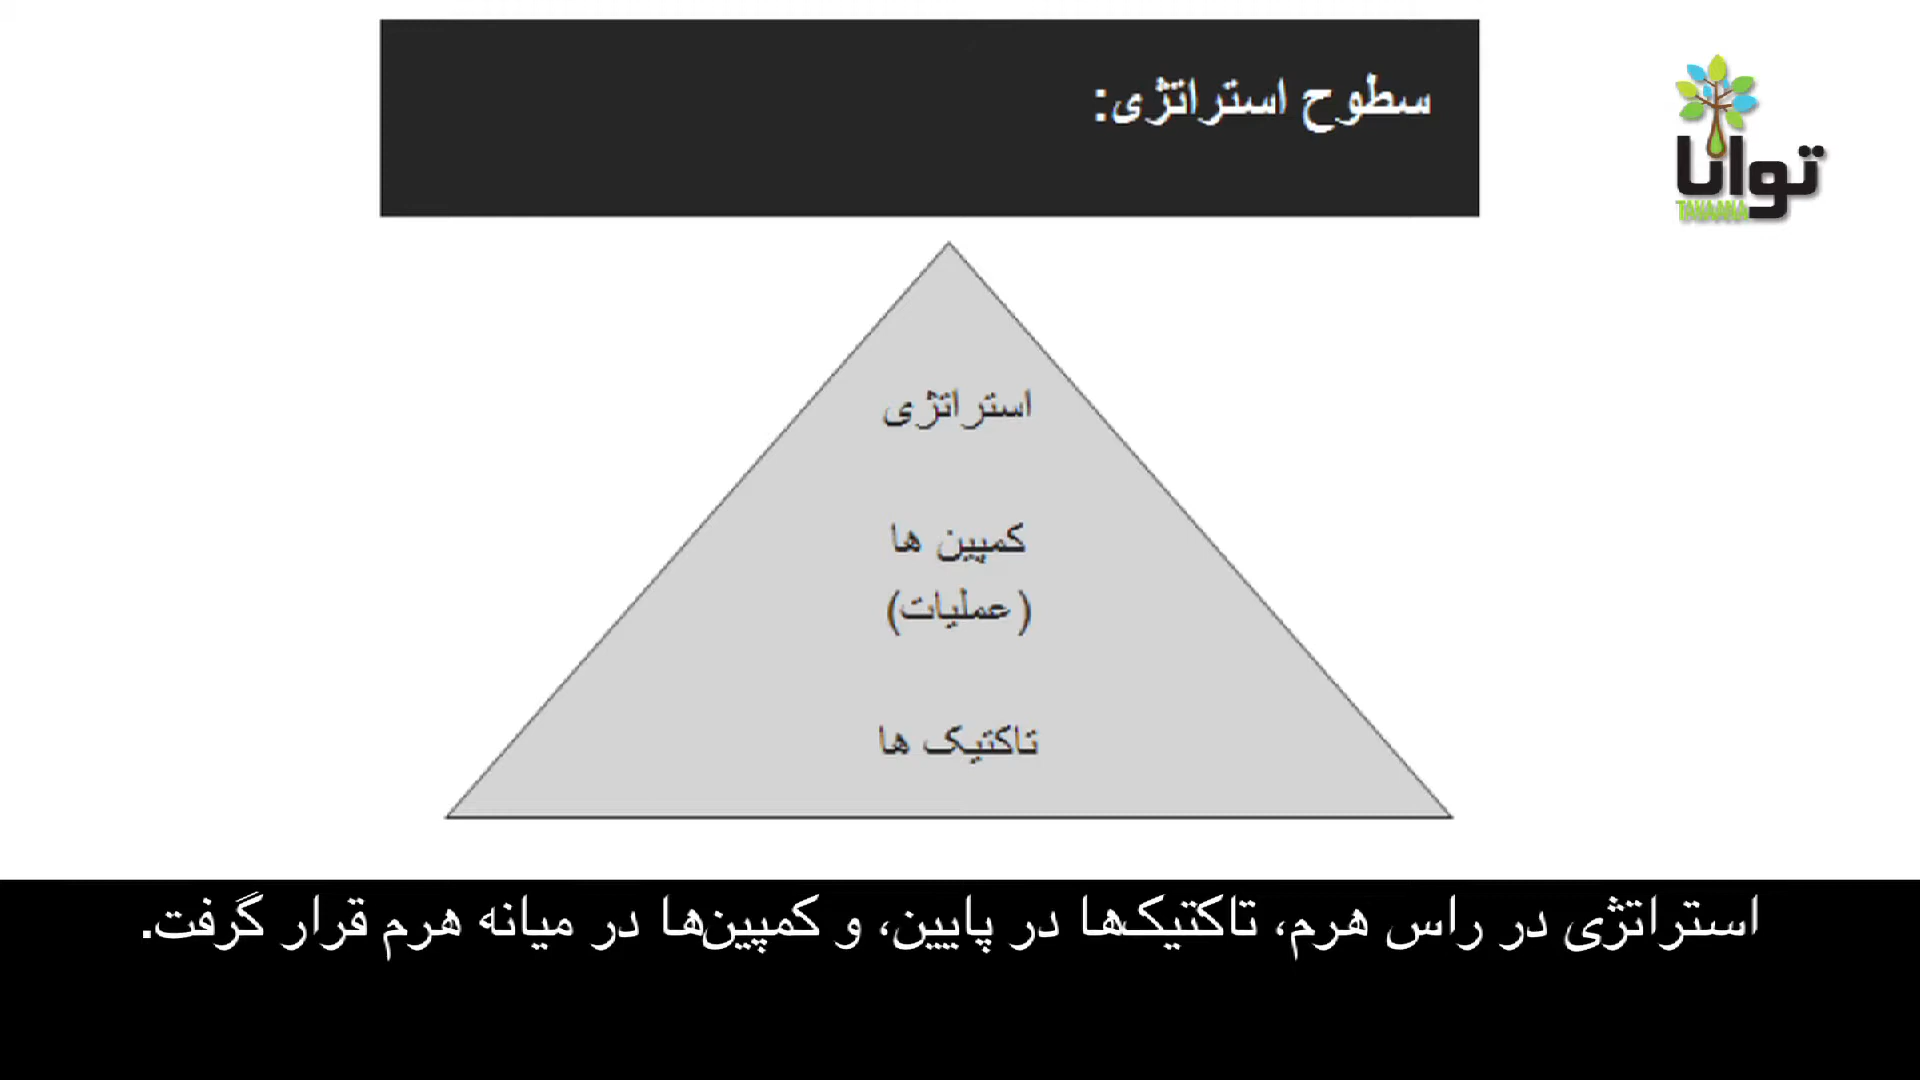 سطوح استراتژی:
توانا
TAVAANA
استراتژی
کمپین ها
(عملیات)
تاکتیک ها
استراتژی در راس هرم، تاکتیک‌ها در پایین، و کمپین‌ها در میانه هرم قرار گرفت.